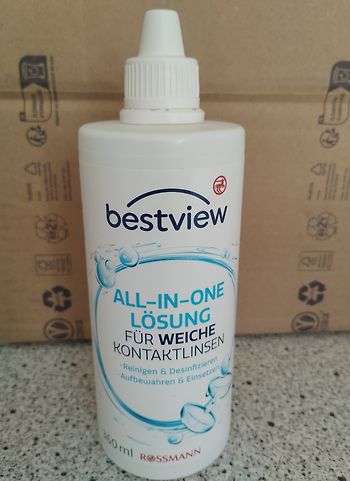 bestview
ALL-IN-ONE
LÖSUNG
FÜR WEICHE
KONTAKTLINSEN
· Reinigen & Desinfizieren
· Aufbewahren & Einsetzen
360 ml ROSSMANN